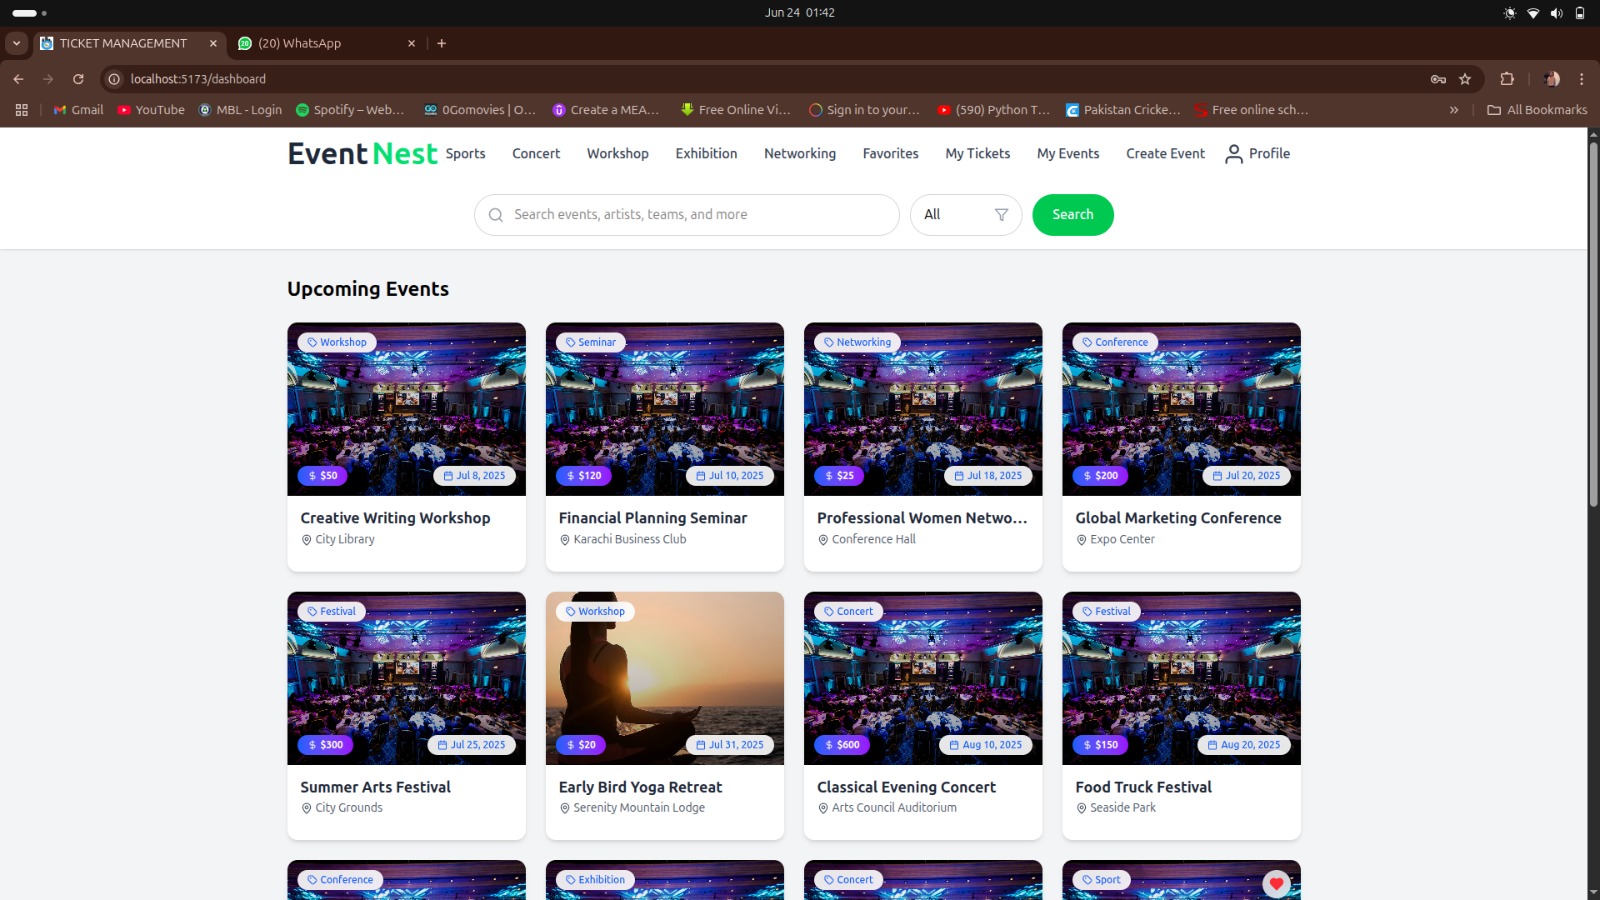 Jun 24 01:42
TICKET MANAGEMENT
20 (20) WhatsApp
localhost:5173/dashboard
Gmail YouTube MBL - Login Spotify – Web... 0Gomovies | O... Create a MEA... Free Online Vi... Sign in to your... (590) Python T... Pakistan Cricke... Free online sch... » All Bookmarks
EventNest Sports Concert Workshop Exhibition Networking Favorites My Tickets My Events Create Event Profile
Search events, artists, teams, and more All Search
Upcoming Events
Workshop
$ $50 Jul 8, 2025
Creative Writing Workshop
City Library
Seminar
$ $120 Jul 10, 2025
Financial Planning Seminar
Karachi Business Club
Networking
$ $25 Jul 18, 2025
Professional Women Netwo...
Conference Hall
Conference
$ $200 Jul 20, 2025
Global Marketing Conference
Expo Center
Festival
$ $300 Jul 25, 2025
Summer Arts Festival
City Grounds
Workshop
$ $20 Jul 31, 2025
Early Bird Yoga Retreat
Serenity Mountain Lodge
Concert
$ $600 Aug 10, 2025
Classical Evening Concert
Arts Council Auditorium
Festival
$ $150 Aug 20, 2025
Food Truck Festival
Seaside Park
Conference
Exhibition
Concert
Sport